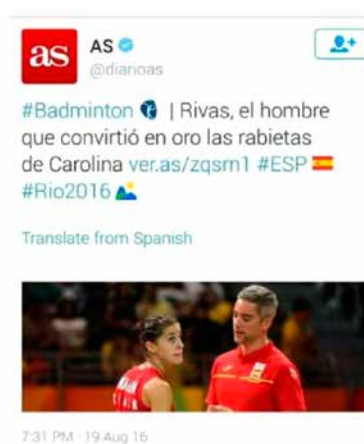 as
AS
@diarioas
#Badminton | Rivas, el hombre
que convirtió en oro las rabietas
de Carolina ver.as/zqsrn1 #ESP
#Rio2016
Translate from Spanish
7:31 PM · 19 Aug 16